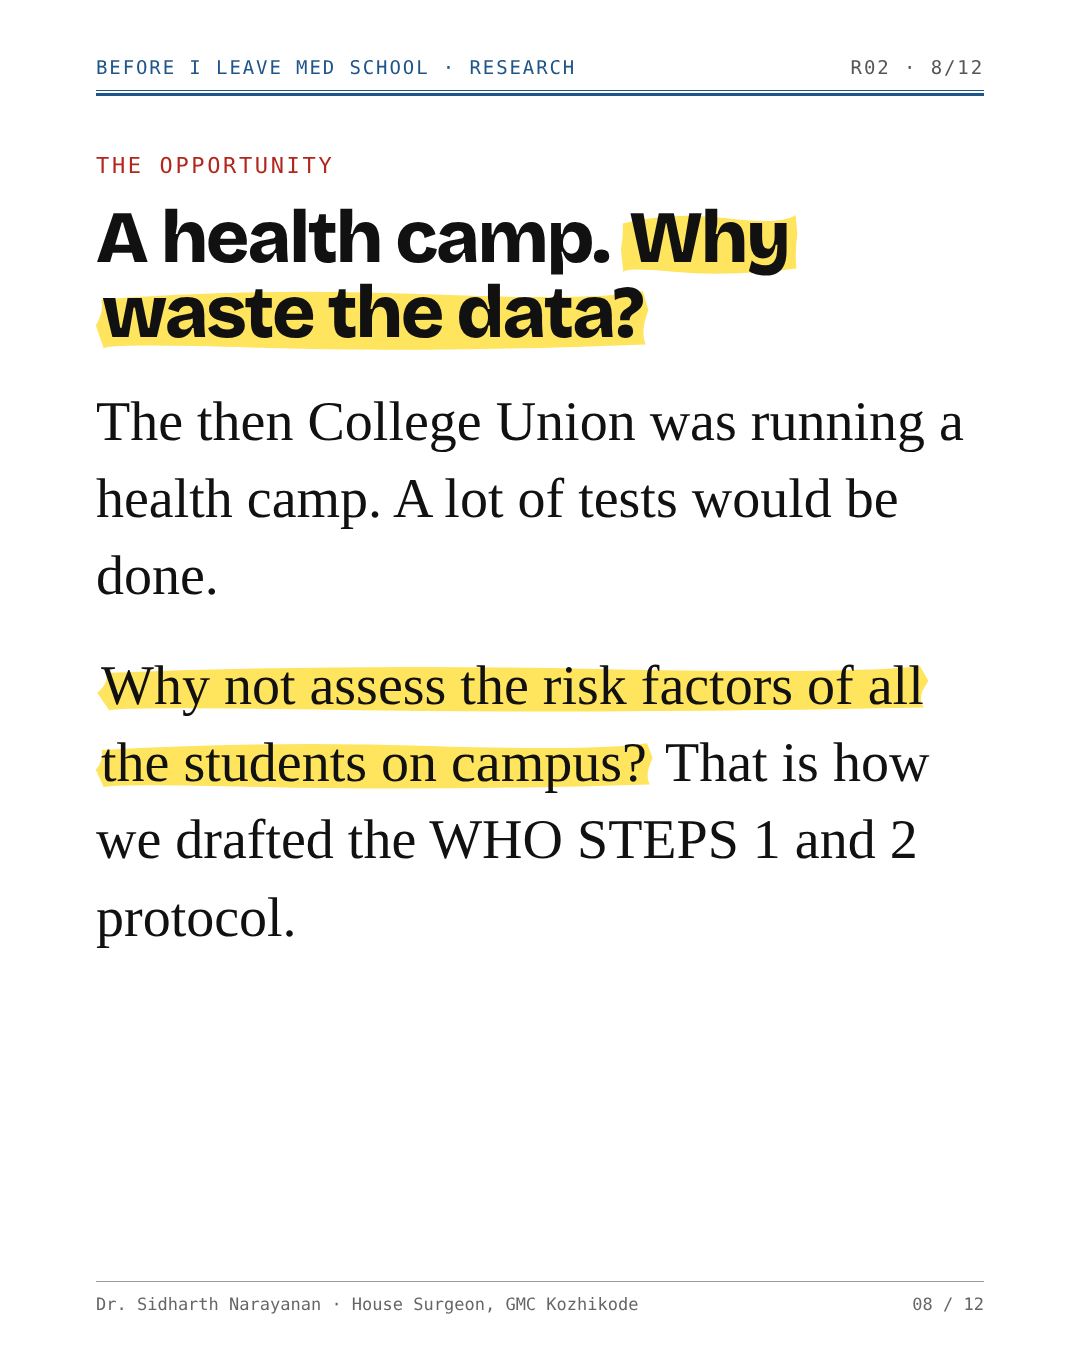 BEFORE I LEAVE MED SCHOOL · RESEARCH
R02 · 8/12
THE OPPORTUNITY
A health camp. Why
waste the data?
The then College Union was running a
health camp. A lot of tests would be
done.
Why not assess the risk factors of all
the students on campus? That is how
we drafted the WHO STEPS 1 and 2
protocol.
Dr. Sidharth Narayanan · House Surgeon, GMC Kozhikode
08 / 12